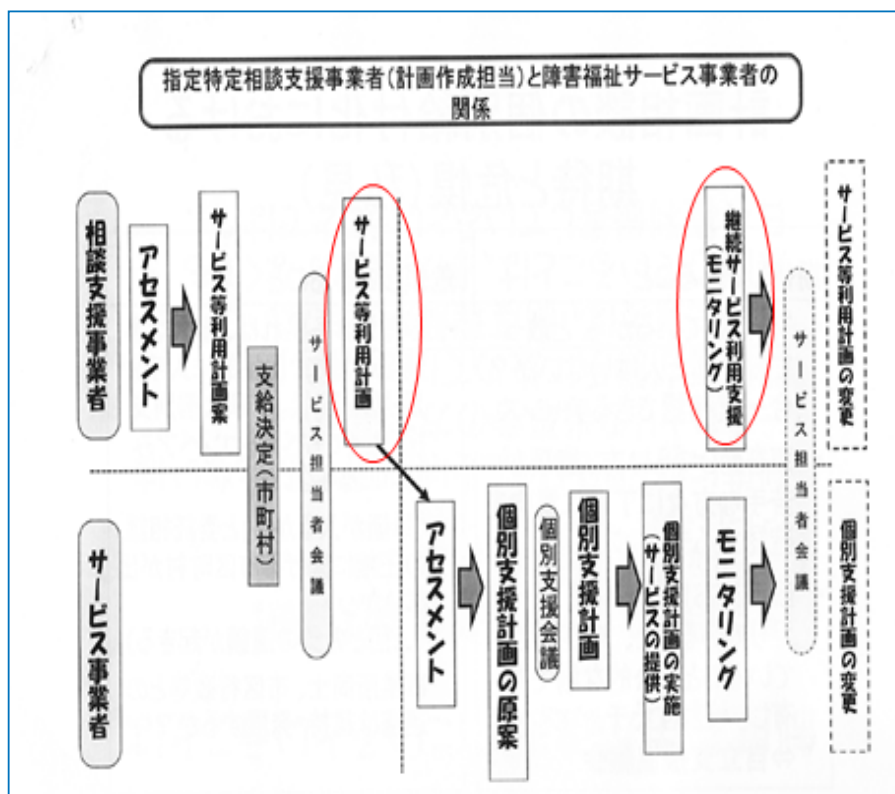 指定特定相談支援事業者(計画作成担当)と障害福祉サービス事業者の
関係
相談支援事業者
アセスメント
サービス等利用計画案
支給決定(市町村)
サービス担当者会議
サービス等利用計画
継続サービス利用支援
(モニタリング)
サービス担当者会議
サービス等利用計画の変更
サービス事業者
アセスメント
個別支援計画の原案
個別支援会議
個別支援計画
個別支援計画の実施
(サービスの提供)
モニタリング
個別支援計画の変更